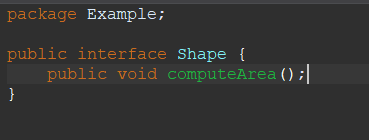 package Example;
public interface Shape {
    public void computeArea();
}